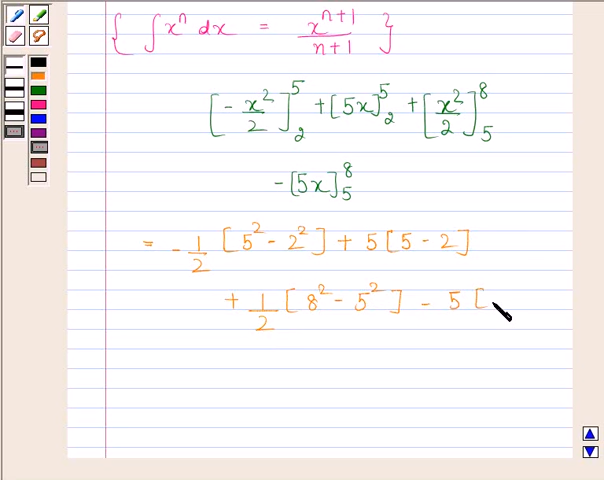 { ∫ xⁿ dx = x^(n+1)/(n+1) }
[-x²/2]₂⁵ + [5x]₂⁵ + [x²/2]₅⁸
- [5x]₅⁸
= -1/2 [5² - 2²] + 5[5 - 2]
+ 1/2 [8² - 5²] - 5[